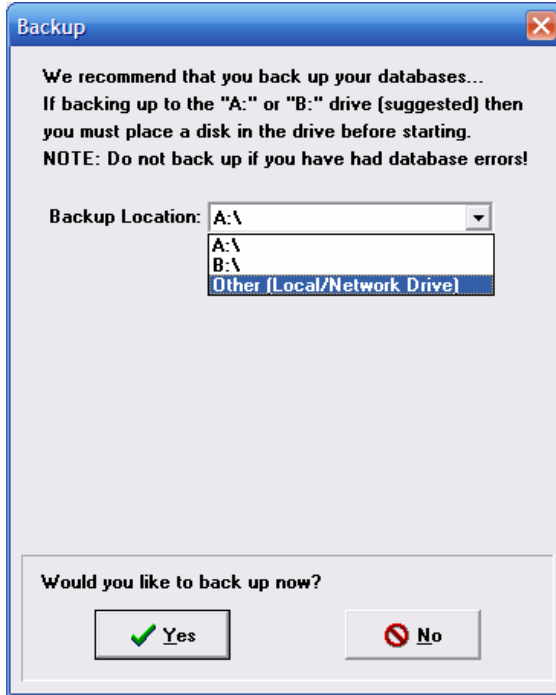 Backup
We recommend that you back up your databases...
If backing up to the "A:" or "B:" drive (suggested) then
you must place a disk in the drive before starting.
NOTE: Do not back up if you have had database errors!
Backup Location: A:\
A:\
B:\
Other (Local/Network Drive)
Would you like to back up now?
Yes No